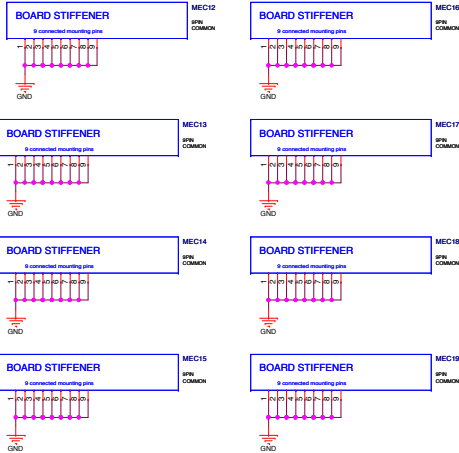 MEC12
BOARD STIFFENER
9PIN
COMMON
9 connected mounting pins
1 2 3 4 5 6 7 8 9
GND
MEC16
BOARD STIFFENER
9PIN
COMMON
9 connected mounting pins
1 2 3 4 5 6 7 8 9
GND
MEC13
BOARD STIFFENER
9PIN
COMMON
9 connected mounting pins
1 2 3 4 5 6 7 8 9
GND
MEC17
BOARD STIFFENER
9PIN
COMMON
9 connected mounting pins
1 2 3 4 5 6 7 8 9
GND
MEC14
BOARD STIFFENER
9PIN
COMMON
9 connected mounting pins
1 2 3 4 5 6 7 8 9
GND
MEC18
BOARD STIFFENER
9PIN
COMMON
9 connected mounting pins
1 2 3 4 5 6 7 8 9
GND
MEC15
BOARD STIFFENER
9PIN
COMMON
9 connected mounting pins
1 2 3 4 5 6 7 8 9
GND
MEC19
BOARD STIFFENER
9PIN
COMMON
9 connected mounting pins
1 2 3 4 5 6 7 8 9
GND